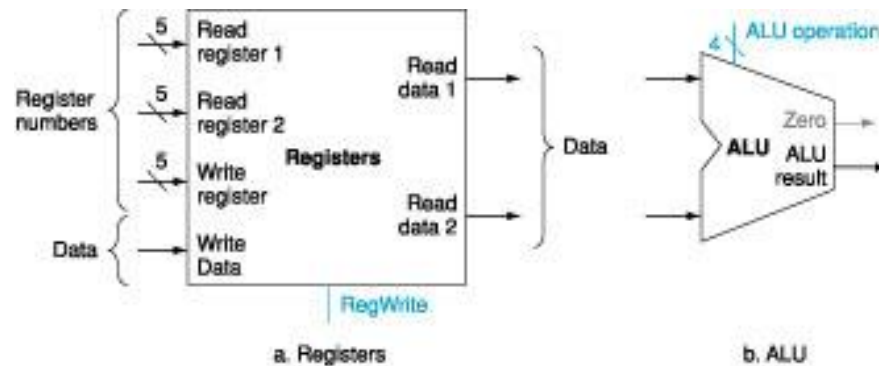 5
Read
register 1
5
Read
register 2
5
Write
register
Write
Data
Register
numbers
Data
Registers
Read
data 1
Read
data 2
Data
RegWrite
a. Registers
4
ALU operation
Zero
ALU
ALU
result
b. ALU